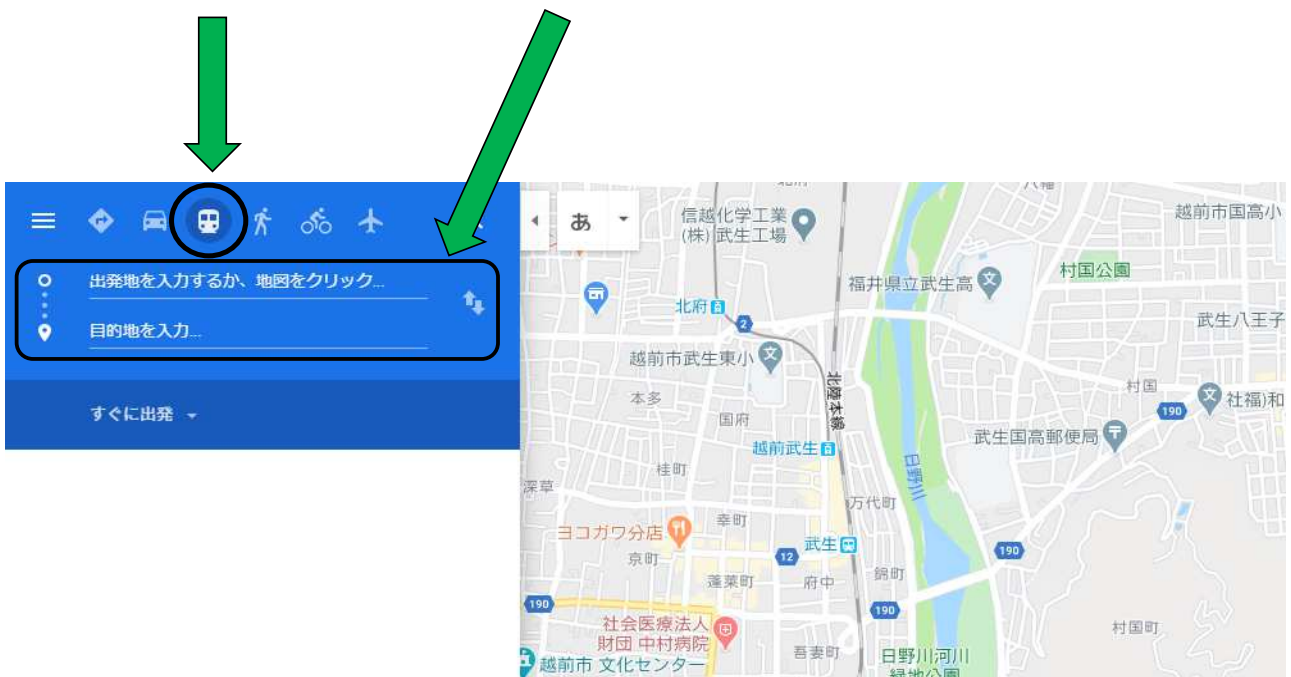 出発地を入力するか、地図をクリック...
目的地を入力...
すぐに出発
あ
信越化学工業
(株) 武生工場
越前市国高小
村国公園
福井県立武生高
北府
2
武生八王子
越前市武生東小
北陸本線
村国
本多
国府
190
社福)和
武生国高郵便局
越前武生
日野川
桂町
深草
万代町
ヨコガワ分店
幸町
京町
12
武生
190
蓬莱町
府中
錦町
190
190
社会医療法人
財団 中村病院
吾妻町
村国町
越前市 文化センター
日野川河川
緑地公園